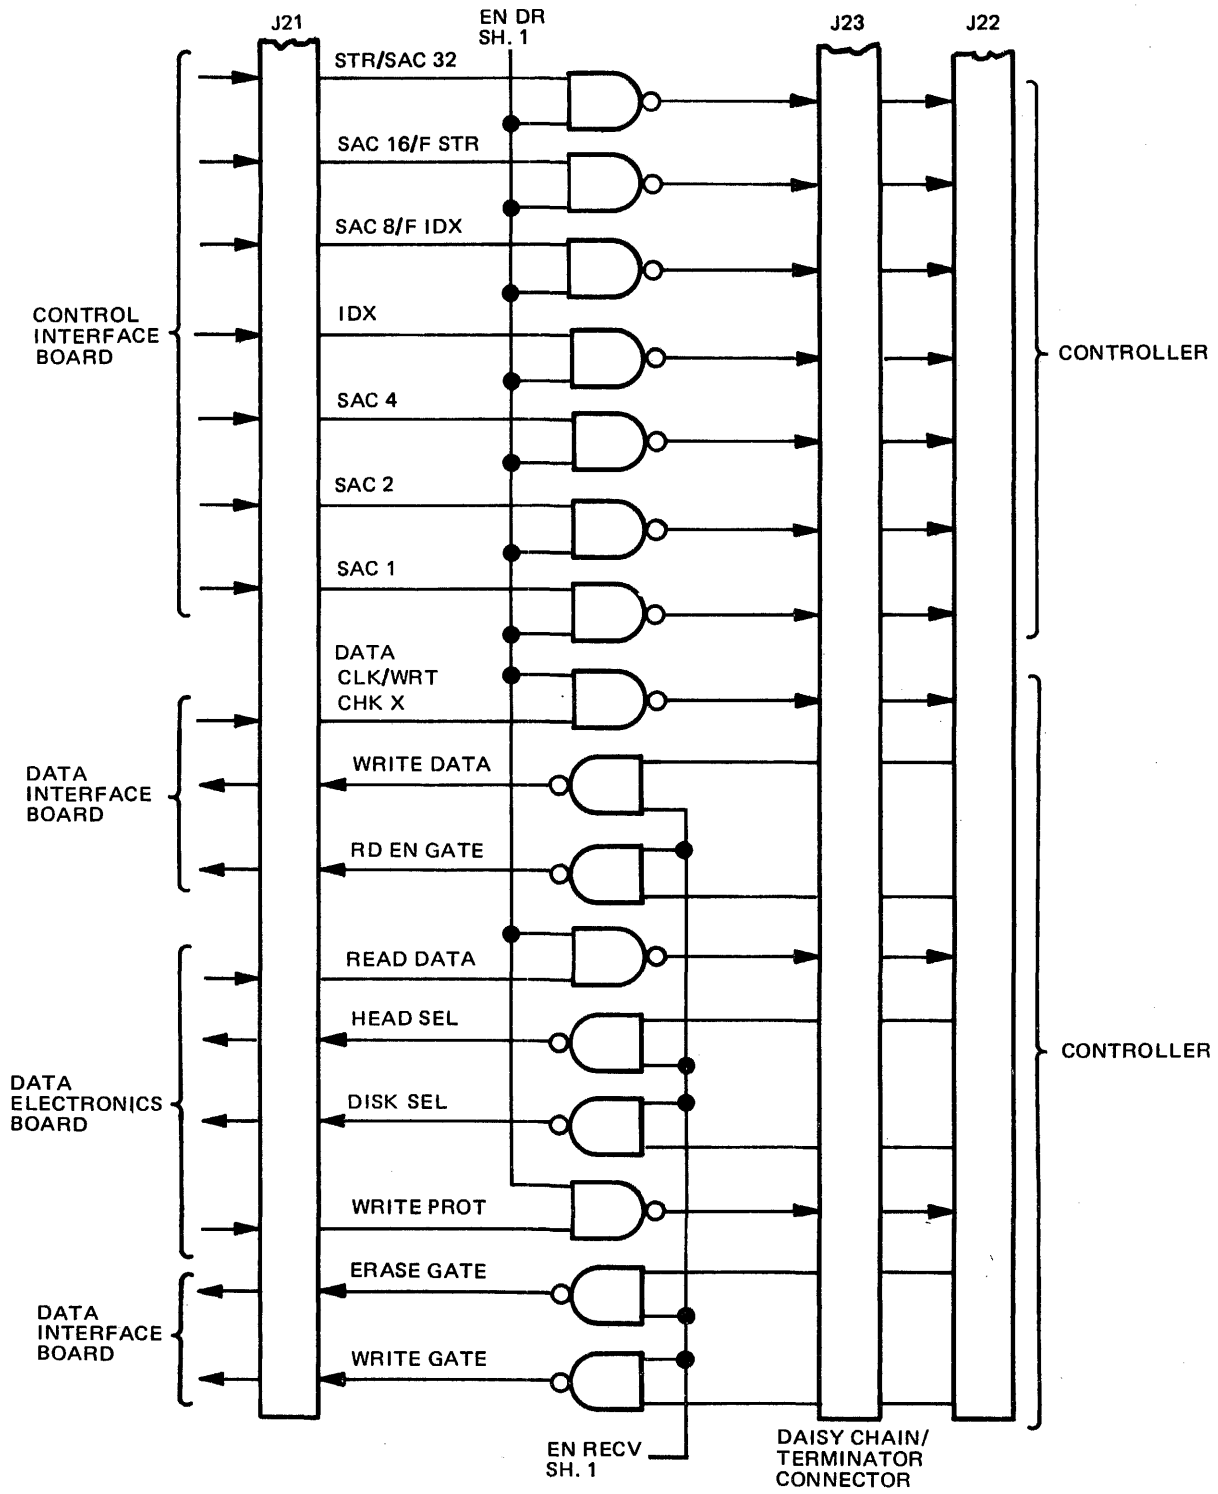 J21
EN DR
SH. 1
J23
J22
STR/SAC 32
SAC 16/F STR
SAC 8/F IDX
CONTROL
INTERFACE
BOARD
IDX
CONTROLLER
SAC 4
SAC 2
SAC 1
DATA
CLK/WRT
CHK X
DATA
INTERFACE
BOARD
WRITE DATA
RD EN GATE
READ DATA
HEAD SEL
CONTROLLER
DATA
ELECTRONICS
BOARD
DISK SEL
WRITE PROT
ERASE GATE
DATA
INTERFACE
BOARD
WRITE GATE
EN RECV
SH. 1
DAISY CHAIN/
TERMINATOR
CONNECTOR